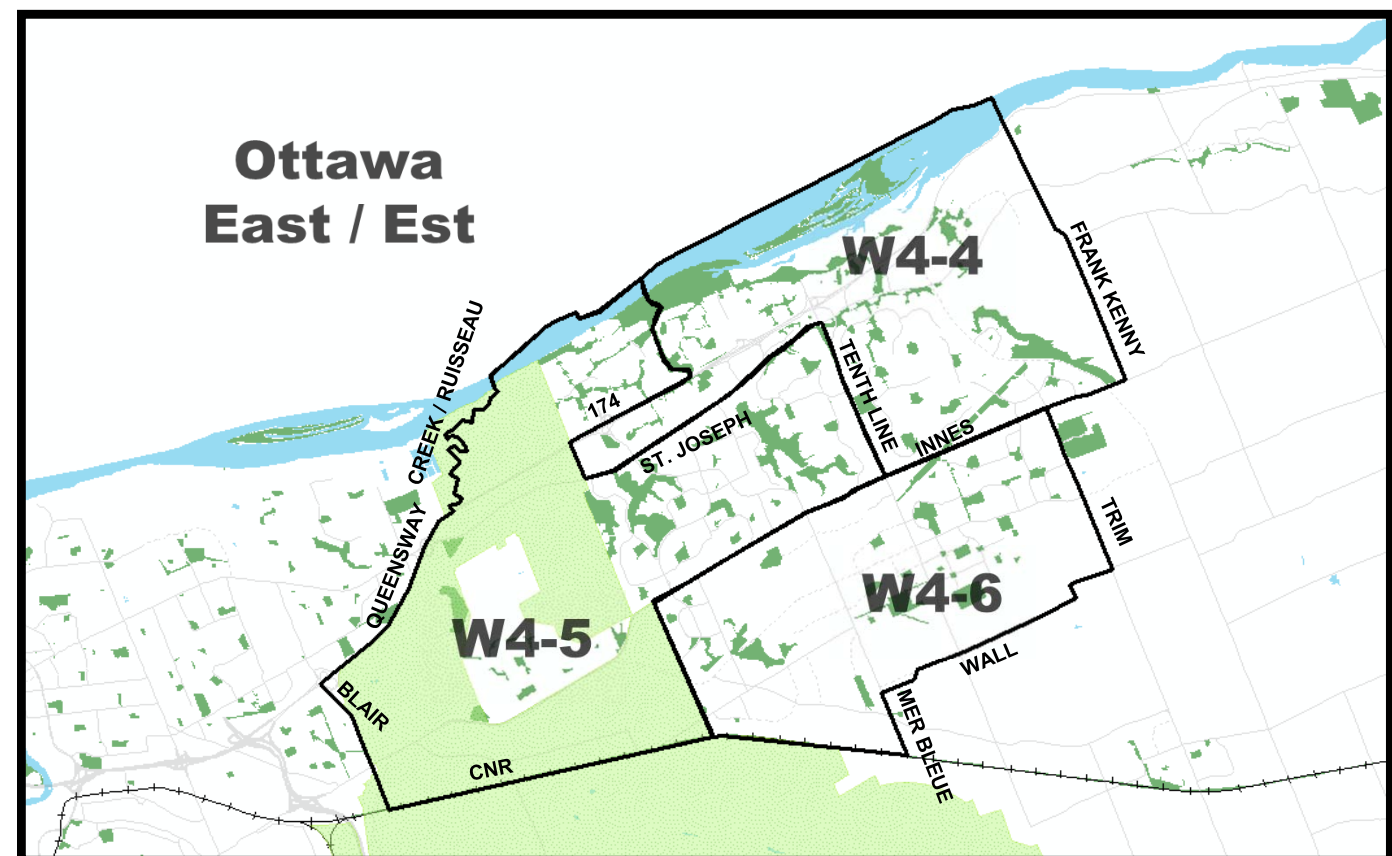 Ottawa
East / Est
W4-4
FRANK KENNY
CREEK / RUISSEAU
174
ST. JOSEPH
TENTH LINE
INNES
QUEENSWAY
TRIM
W4-6
W4-5
WALL
BLAIR
MER BLEUE
CNR